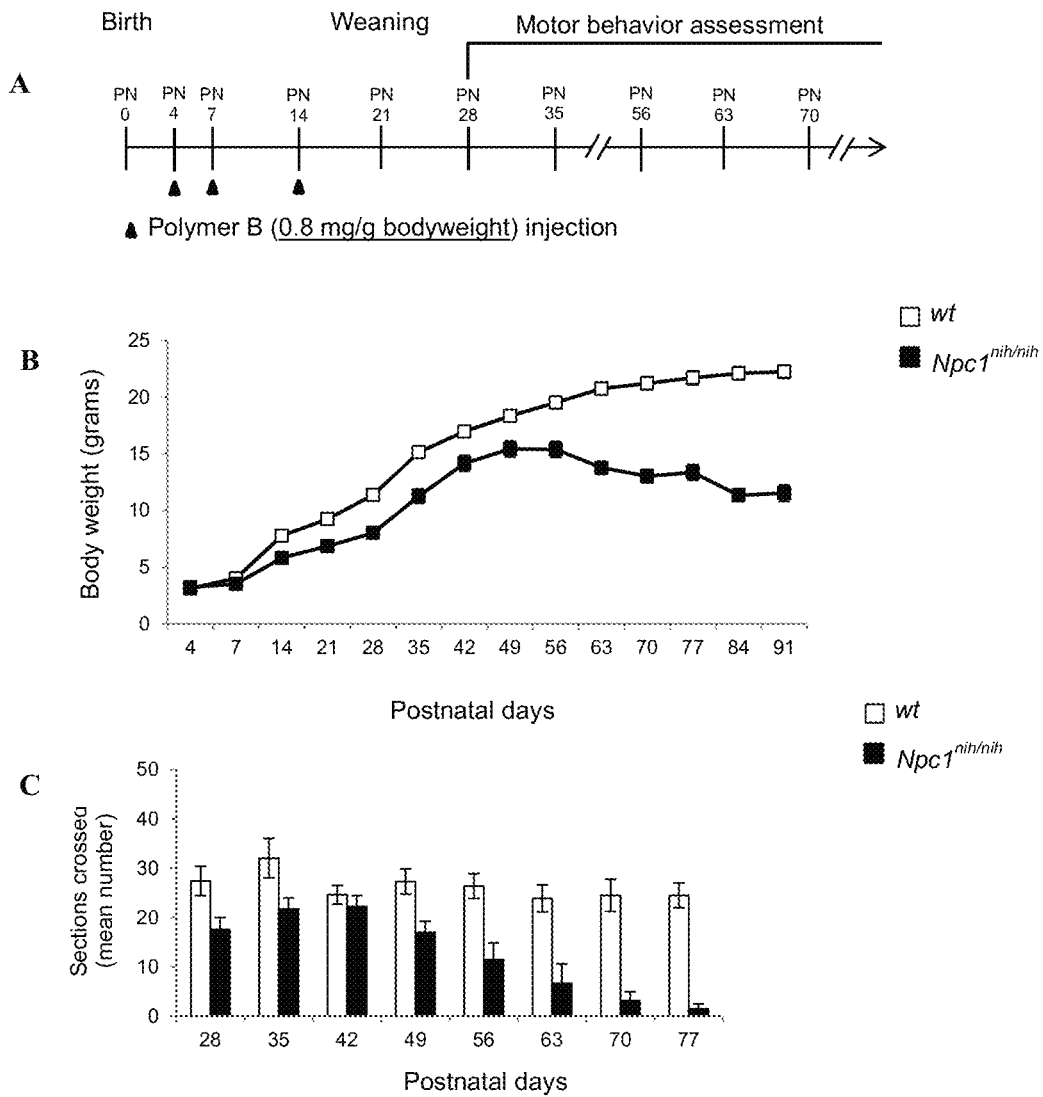 Birth Weaning Motor behavior assessment
A
PN PN PN PN PN PN PN PN PN PN
0 4 7 14 21 28 35 56 63 70
Polymer B (0.8 mg/g bodyweight) injection
wt
Npc1nih/nih
B
25
20
15
10
5
0
Body weight (grams)
4 7 14 21 28 35 42 49 56 63 70 77 84 91
Postnatal days
wt
Npc1nih/nih
C
50
40
30
20
10
0
Sections crossed
(mean number)
28 35 42 49 56 63 70 77
Postnatal days